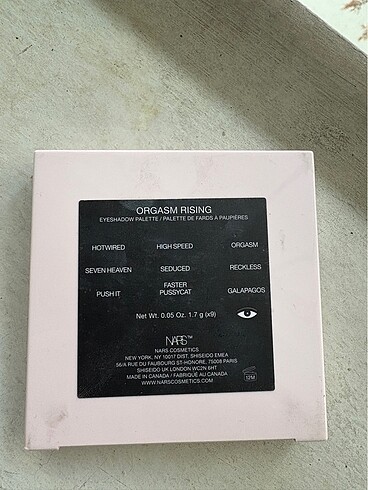 ORGASM RISING
EYESHADOW PALETTE / PALETTE DE FARDS À PAUPIÈRES
HOTWIRED HIGH SPEED ORGASM
SEVEN HEAVEN SEDUCED RECKLESS
PUSH IT FASTER PUSSYCAT GALAPAGOS
Net Wt. 0.05 Oz. 1.7 g (x9)
NARS™
NARS COSMETICS
NEW YORK, NY 10017 DIST. SHISEIDO EMEA
56/A RUE DU FAUBOURG ST-HONORE, 75008 PARIS
SHISEIDO UK LONDON WC2N 6HT
MADE IN CANADA / FABRIQUÉ AU CANADA
WWW.NARSCOSMETICS.COM
12M